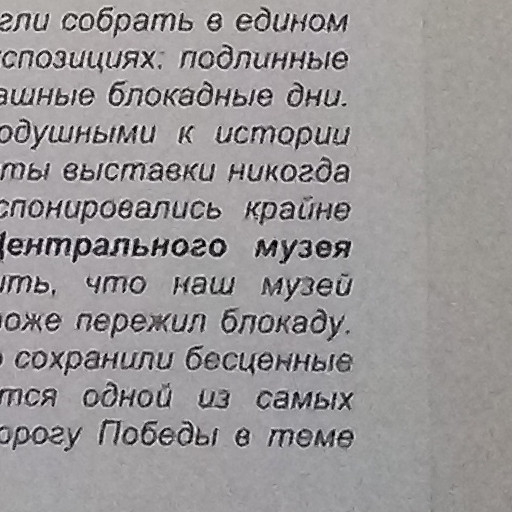 гли собрать в едином
спозициях: подлинные
ашные блокадные дни.
одушными к истории
ты выставки никогда
спонировались крайне
Центрального музея
ить, что наш музей
оже пережил блокаду.
сохранили бесценные
тся одной из самых
орогу Победы в теме